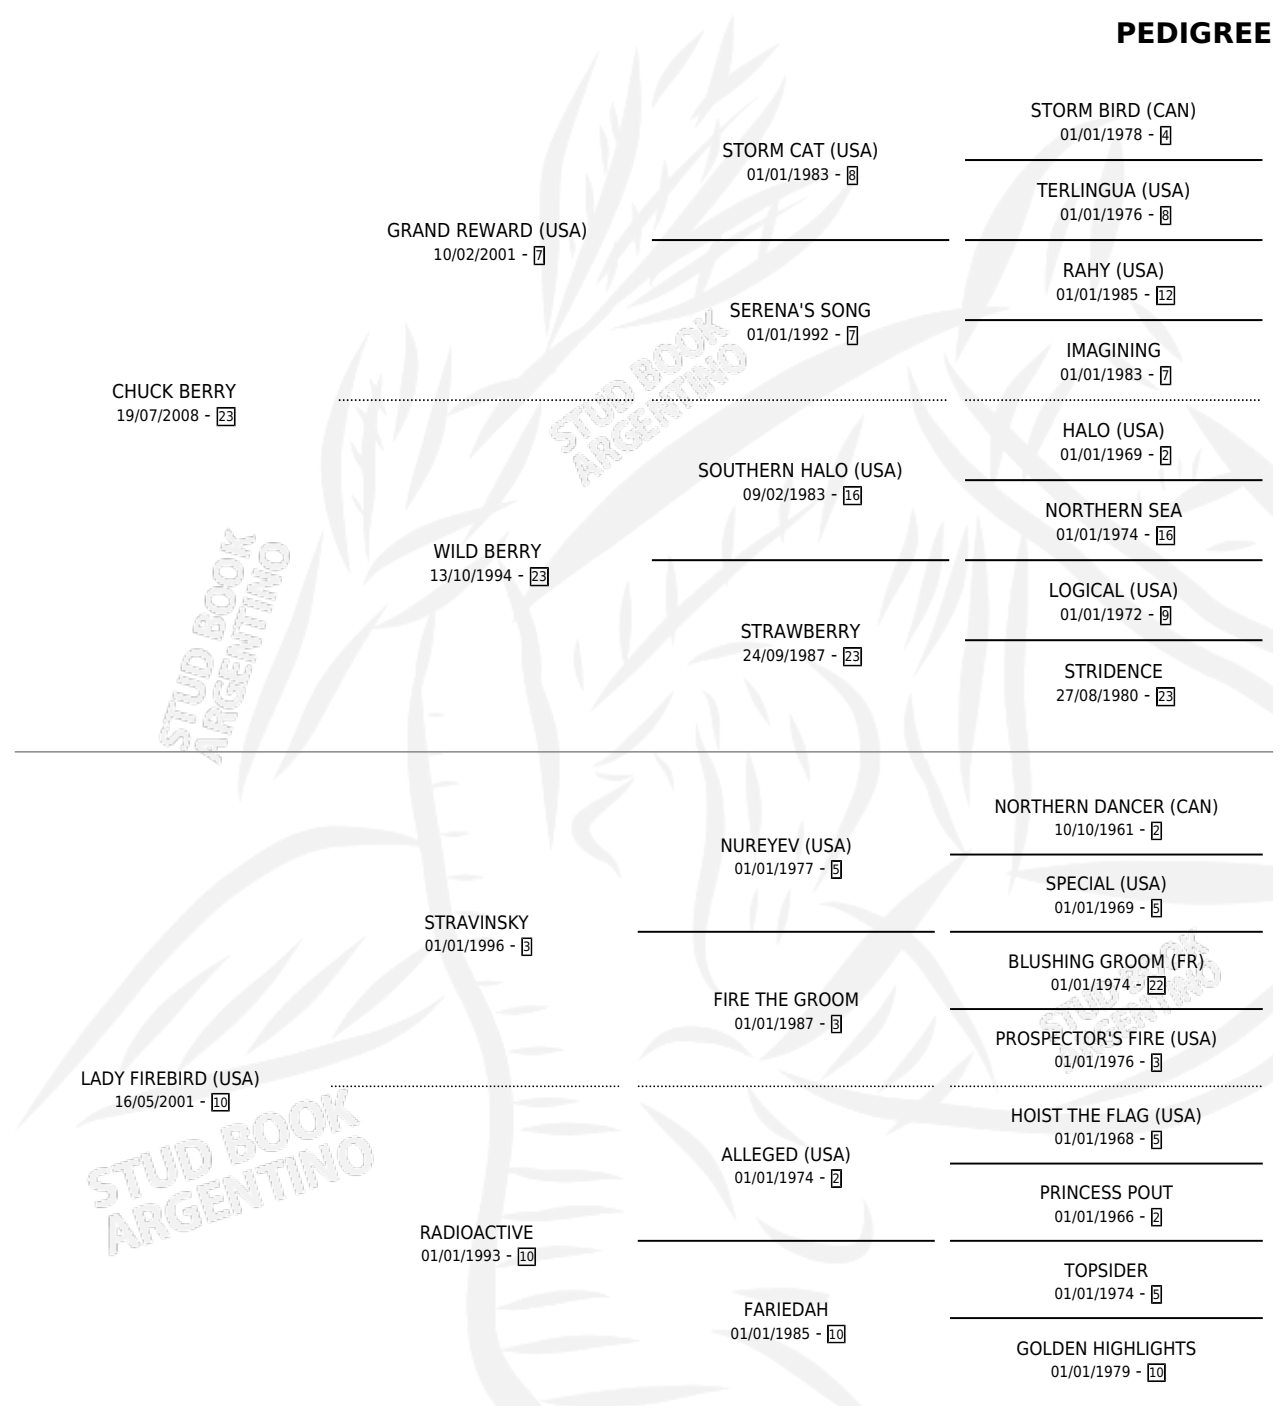 PEDIGREE
STORM BIRD (CAN)
01/01/1978 - 4
STORM CAT (USA)
01/01/1983 - 8
TERLINGUA (USA)
01/01/1976 - 8
GRAND REWARD (USA)
10/02/2001 - 7
RAHY (USA)
01/01/1985 - 12
SERENA'S SONG
01/01/1992 - 7
IMAGINING
01/01/1983 - 7
CHUCK BERRY
19/07/2008 - 23
HALO (USA)
01/01/1969 - 2
SOUTHERN HALO (USA)
09/02/1983 - 16
NORTHERN SEA
01/01/1974 - 16
WILD BERRY
13/10/1994 - 23
LOGICAL (USA)
01/01/1972 - 9
STRAWBERRY
24/09/1987 - 23
STRIDENCE
27/08/1980 - 23
NORTHERN DANCER (CAN)
10/10/1961 - 2
NUREYEV (USA)
01/01/1977 - 5
SPECIAL (USA)
01/01/1969 - 5
STRAVINSKY
01/01/1996 - 3
BLUSHING GROOM (FR)
01/01/1974 - 22
FIRE THE GROOM
01/01/1987 - 3
PROSPECTOR'S FIRE (USA)
01/01/1976 - 3
LADY FIREBIRD (USA)
16/05/2001 - 10
HOIST THE FLAG (USA)
01/01/1968 - 5
ALLEGED (USA)
01/01/1974 - 2
PRINCESS POUT
01/01/1966 - 2
RADIOACTIVE
01/01/1993 - 10
TOPSIDER
01/01/1974 - 5
FARIEDAH
01/01/1985 - 10
GOLDEN HIGHLIGHTS
01/01/1979 - 10
STUD BOOK
ARGENTINO
STUD BOOK
ARGENTINO
STUD BOOK
ARGENTINO
STUD BOOK
ARGENTINO